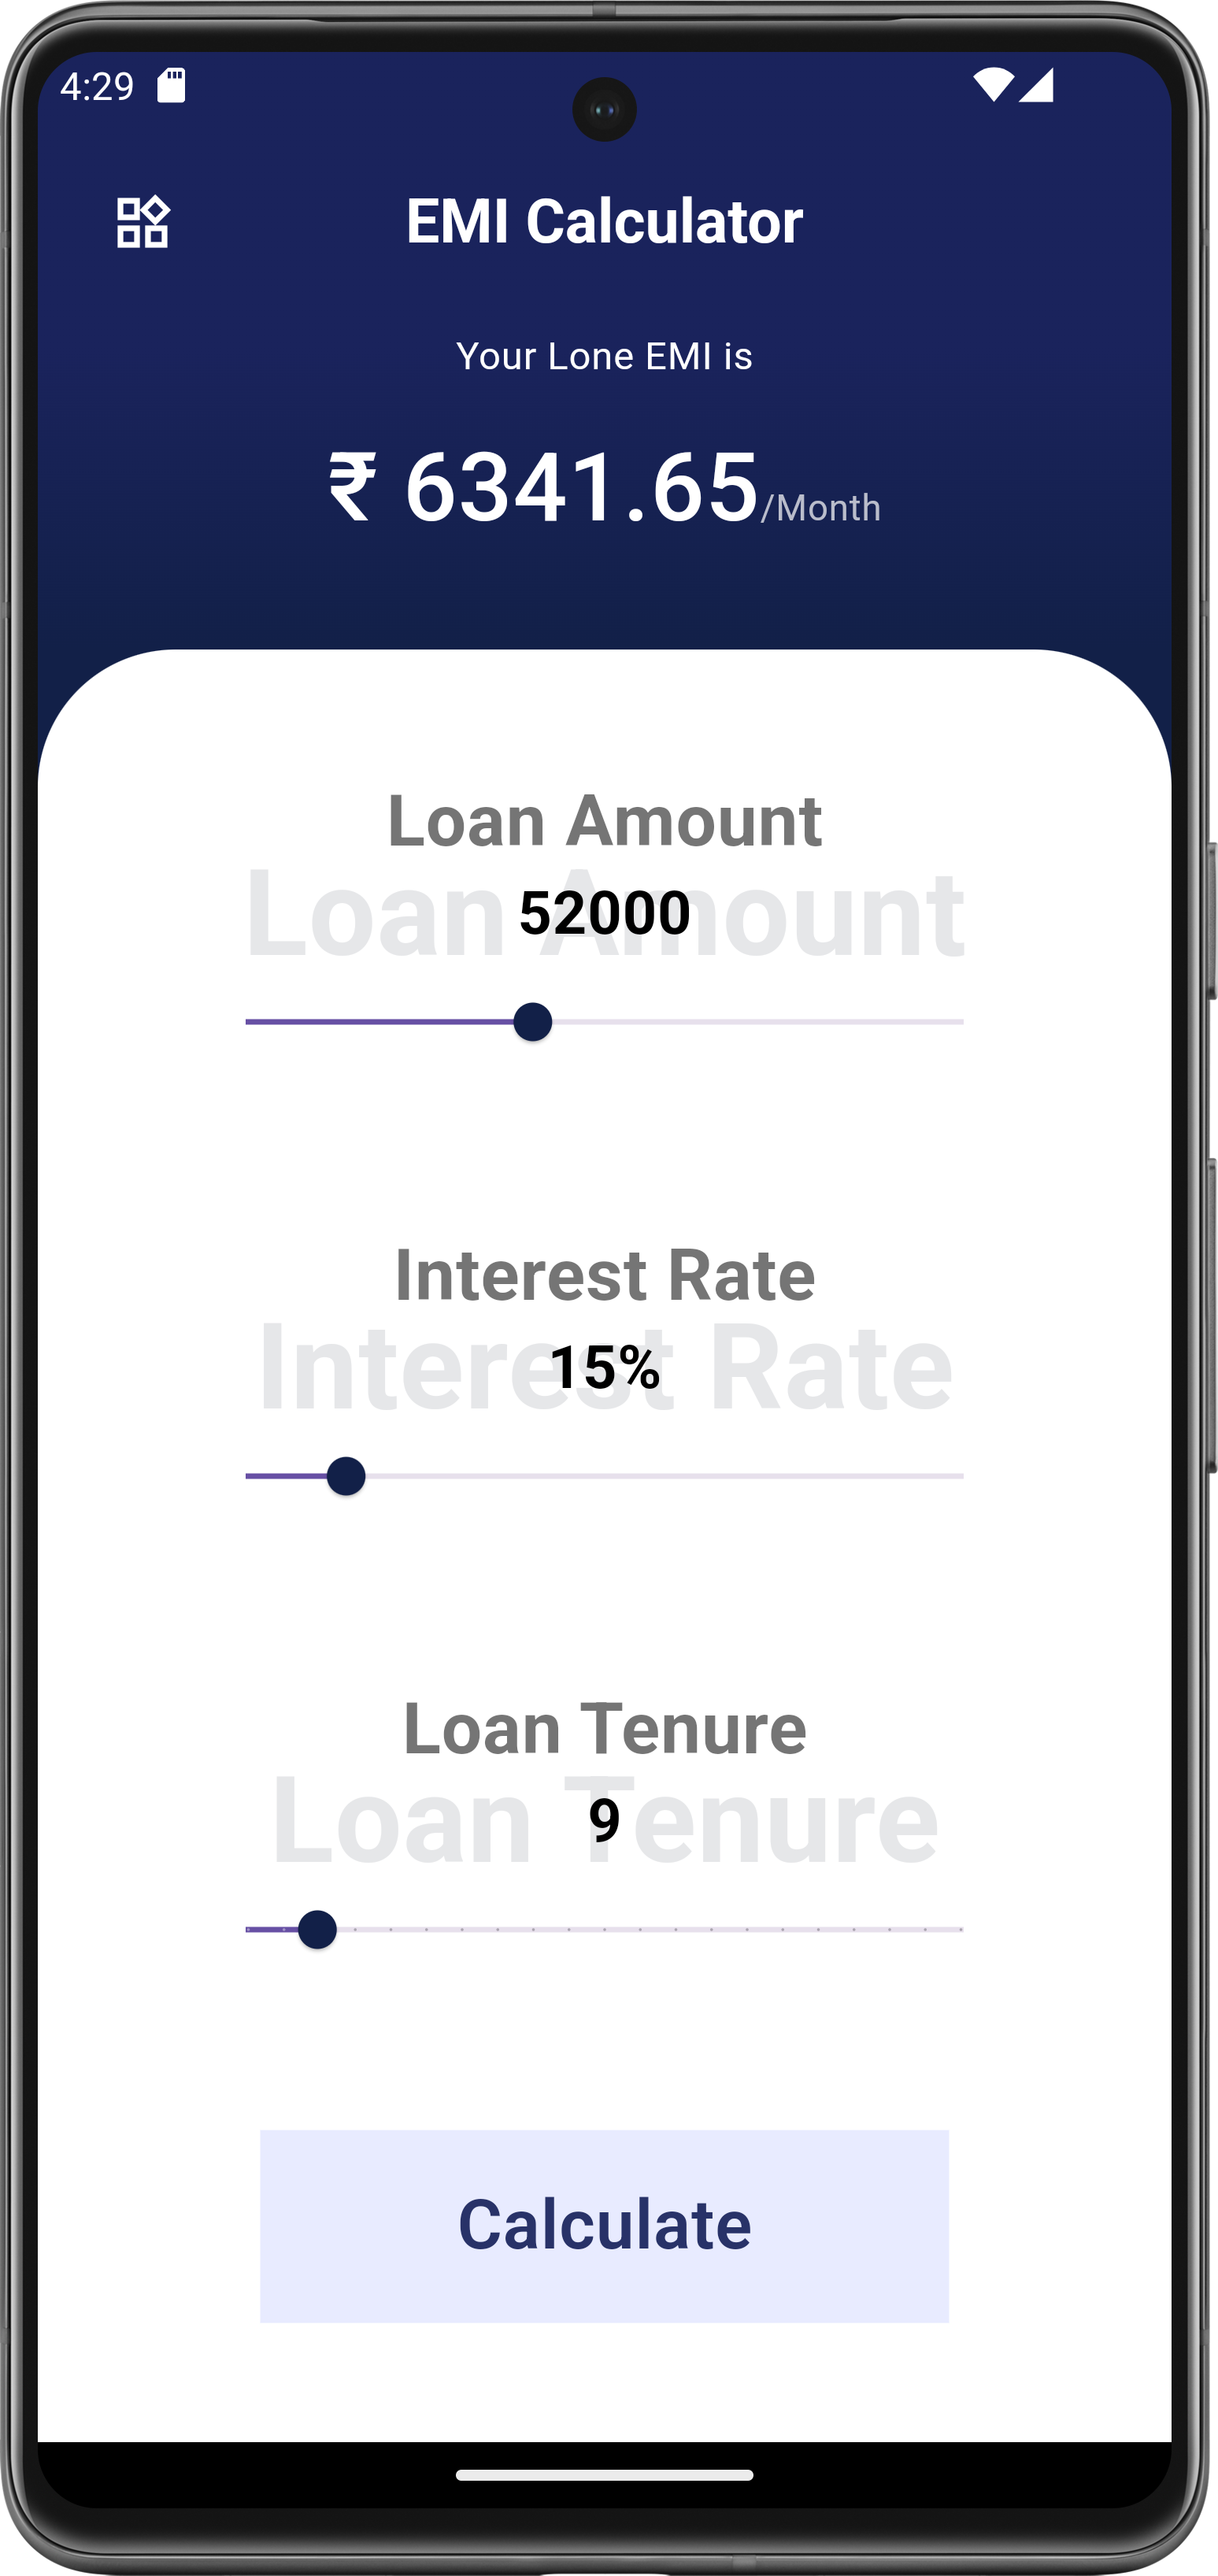 4:29
EMI Calculator
Your Lone EMI is
₹ 6341.65/Month
Loan Amount
Loan Amount
52000
Interest Rate
Interest Rate
15%
Loan Tenure
Loan Tenure
9
Calculate